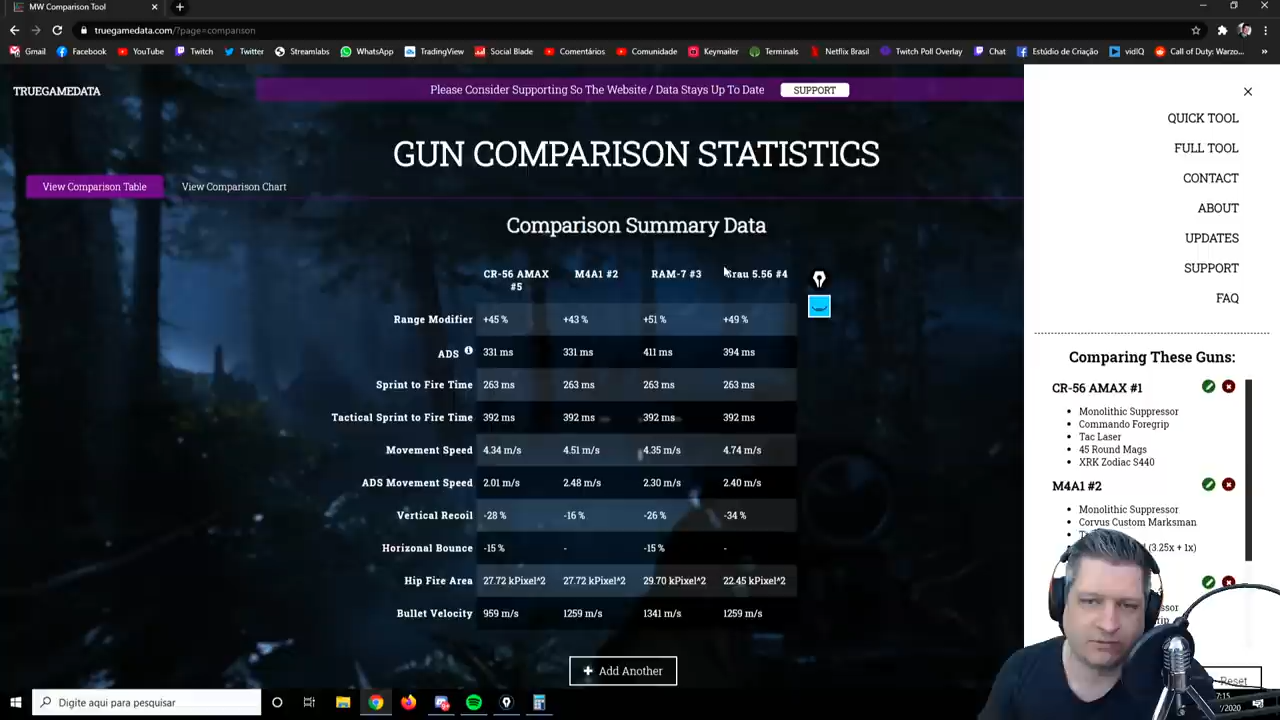 MW Comparison Tool
truegamedata.com/?page=comparison
Gmail Facebook YouTube Twitch Twitter Streamlabs WhatsApp TradingView Social Blade Comentários Comunidade Keymailer Terminals Netflix Brasil Twitch Poll Overlay Chat Estúdio de Criação vidIQ Call of Duty: Warzo...
TRUEGAMEDATA
Please Consider Supporting So The Website / Data Stays Up To Date SUPPORT
GUN COMPARISON STATISTICS
View Comparison Table View Comparison Chart
Comparison Summary Data
CR-56 AMAX #5 M4A1 #2 RAM-7 #3 Grau 5.56 #4
Range Modifier +45 % +43 % +51 % +49 %
ADS 331 ms 331 ms 411 ms 394 ms
Sprint to Fire Time 263 ms 263 ms 263 ms 263 ms
Tactical Sprint to Fire Time 392 ms 392 ms 392 ms 392 ms
Movement Speed 4.34 m/s 4.51 m/s 4.35 m/s 4.74 m/s
ADS Movement Speed 2.01 m/s 2.48 m/s 2.30 m/s 2.40 m/s
Vertical Recoil -28 % -16 % -26 % -34 %
Horizonal Bounce -15 % - -15 % -
Hip Fire Area 27.72 kPixel^2 27.72 kPixel^2 29.70 kPixel^2 22.45 kPixel^2
Bullet Velocity 959 m/s 1259 m/s 1341 m/s 1259 m/s
Add Another
QUICK TOOL
FULL TOOL
CONTACT
ABOUT
UPDATES
SUPPORT
FAQ
Comparing These Guns:
CR-56 AMAX #1
Monolithic Suppressor
Commando Foregrip
Tac Laser
45 Round Mags
XRK Zodiac S440
M4A1 #2
Monolithic Suppressor
Corvus Custom Marksman
(3.25x + 1x)
Reset
Digite aqui para pesquisar
7:15
/2020